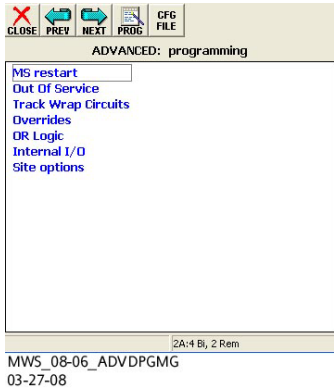 CLOSE PREV NEXT PROG CFG FILE
ADVANCED: programming
MS restart
Out Of Service
Track Wrap Circuits
Overrides
OR Logic
Internal I/O
Site options
2A:4 Bi, 2 Rem
MWS_08-06_ADVDPGMG
03-27-08